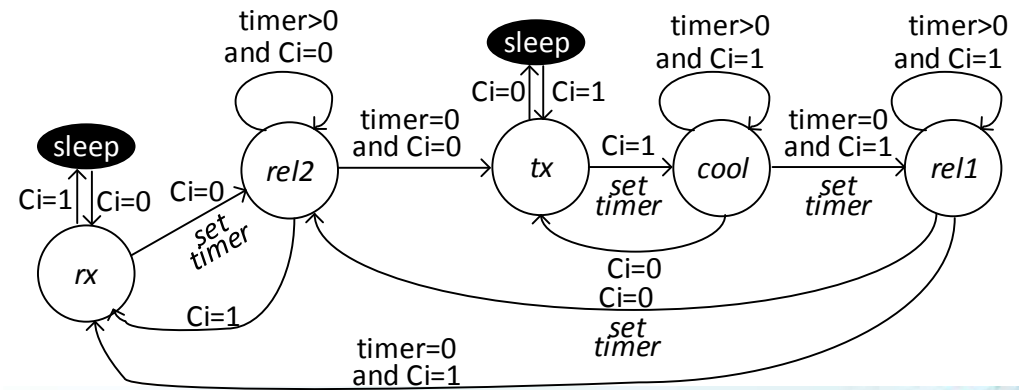 timer>0
and Ci=0
sleep
timer>0
and Ci=1
timer>0
and Ci=1
Ci=0
Ci=1
sleep
timer=0
and Ci=0
timer=0
and Ci=1
Ci=1
Ci=0
Ci=0
rel2
tx
Ci=1
cool
rel1
set
timer
set
timer
set
timer
rx
Ci=0
Ci=0
Ci=1
set
timer
timer=0
and Ci=1